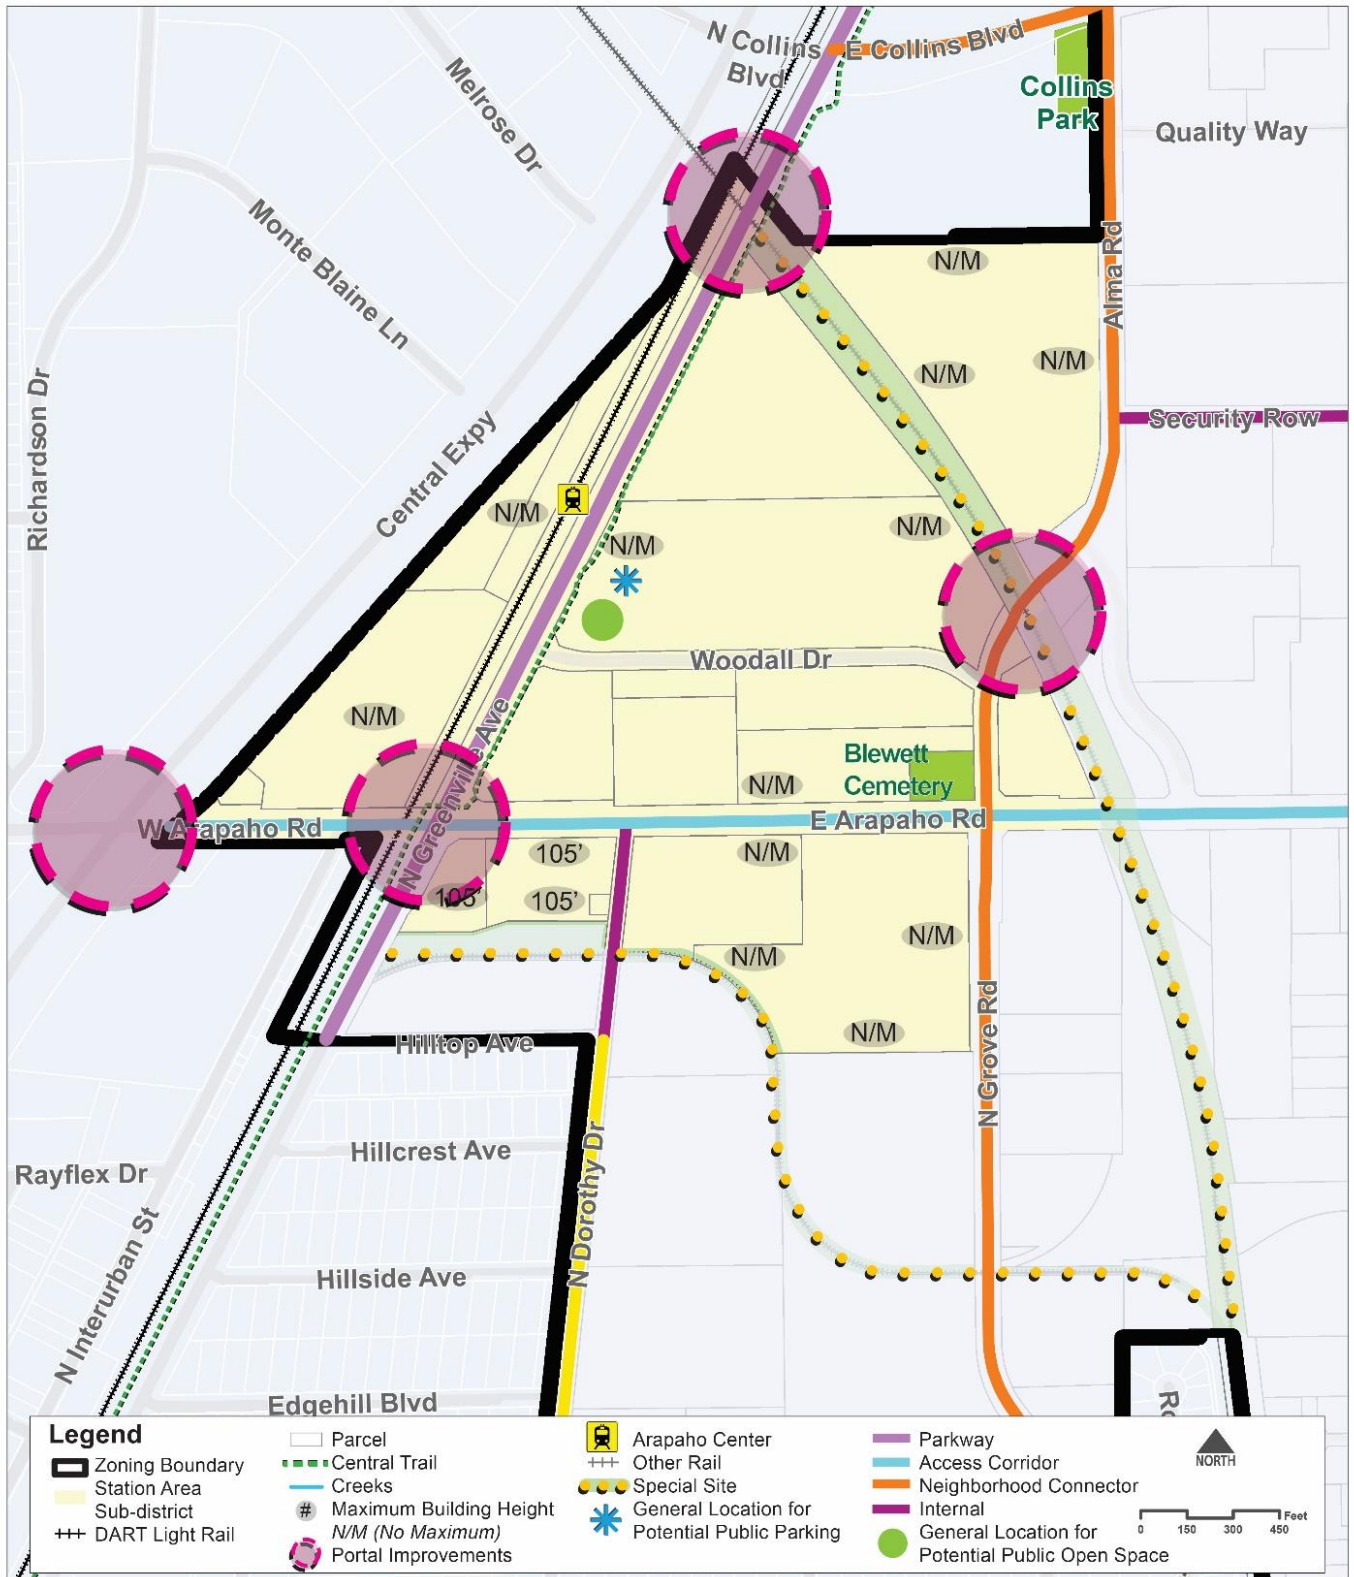 N Collins
Blvd
E Collins Blvd
Collins
Park
Quality Way
Melrose Dr
Monte Blaine Ln
N/M
Alma Rd
N/M
N/M
Richardson Dr
Security Row
Central Expy
N/M
N/M
N/M
Woodall Dr
N/M
N Greenville Ave
Blewett
Cemetery
N/M
W Arapaho Rd
E Arapaho Rd
105'
N/M
105'
105'
N/M
N/M
N/M
Hilltop Ave
N Grove Rd
Hillcrest Ave
Rayflex Dr
N Dorothy Dr
Hillside Ave
N Interurban St
Edgehill Blvd
Legend
Zoning Boundary
Station Area
Sub-district
DART Light Rail
Parcel
Central Trail
Creeks
# Maximum Building Height
N/M (No Maximum)
Portal Improvements
Arapaho Center
Other Rail
Special Site
General Location for
Potential Public Parking
Parkway
Access Corridor
Neighborhood Connector
Internal
General Location for
Potential Public Open Space
NORTH
Feet
0 150 300 450